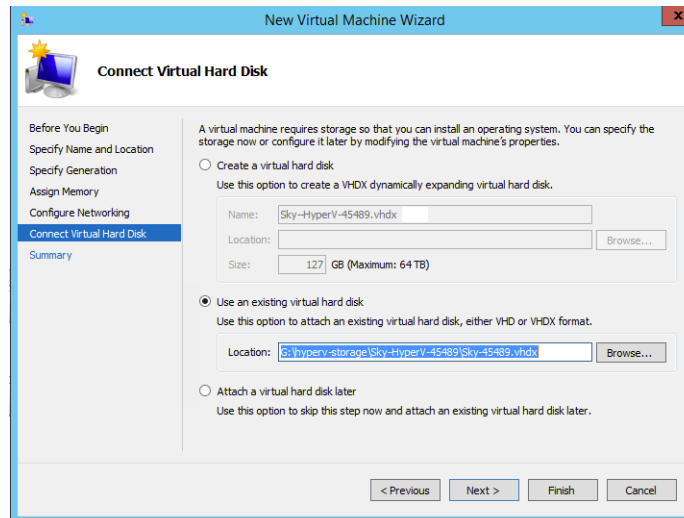 New Virtual Machine Wizard
x
Connect Virtual Hard Disk
Before You Begin
Specify Name and Location
Specify Generation
Assign Memory
Configure Networking
Connect Virtual Hard Disk
Summary
A virtual machine requires storage so that you can install an operating system. You can specify the
storage now or configure it later by modifying the virtual machine's properties.
Create a virtual hard disk
Use this option to create a VHDX dynamically expanding virtual hard disk.
Name: Sky--HyperV-45489.vhdx
Location: Browse...
Size: 127 GB (Maximum: 64 TB)
Use an existing virtual hard disk
Use this option to attach an existing virtual hard disk, either VHD or VHDX format.
Location: G:\hyperv-storage\Sky-HyperV-45489\Sky-45489.vhdx Browse...
Attach a virtual hard disk later
Use this option to skip this step now and attach an existing virtual hard disk later.
< Previous Next > Finish Cancel